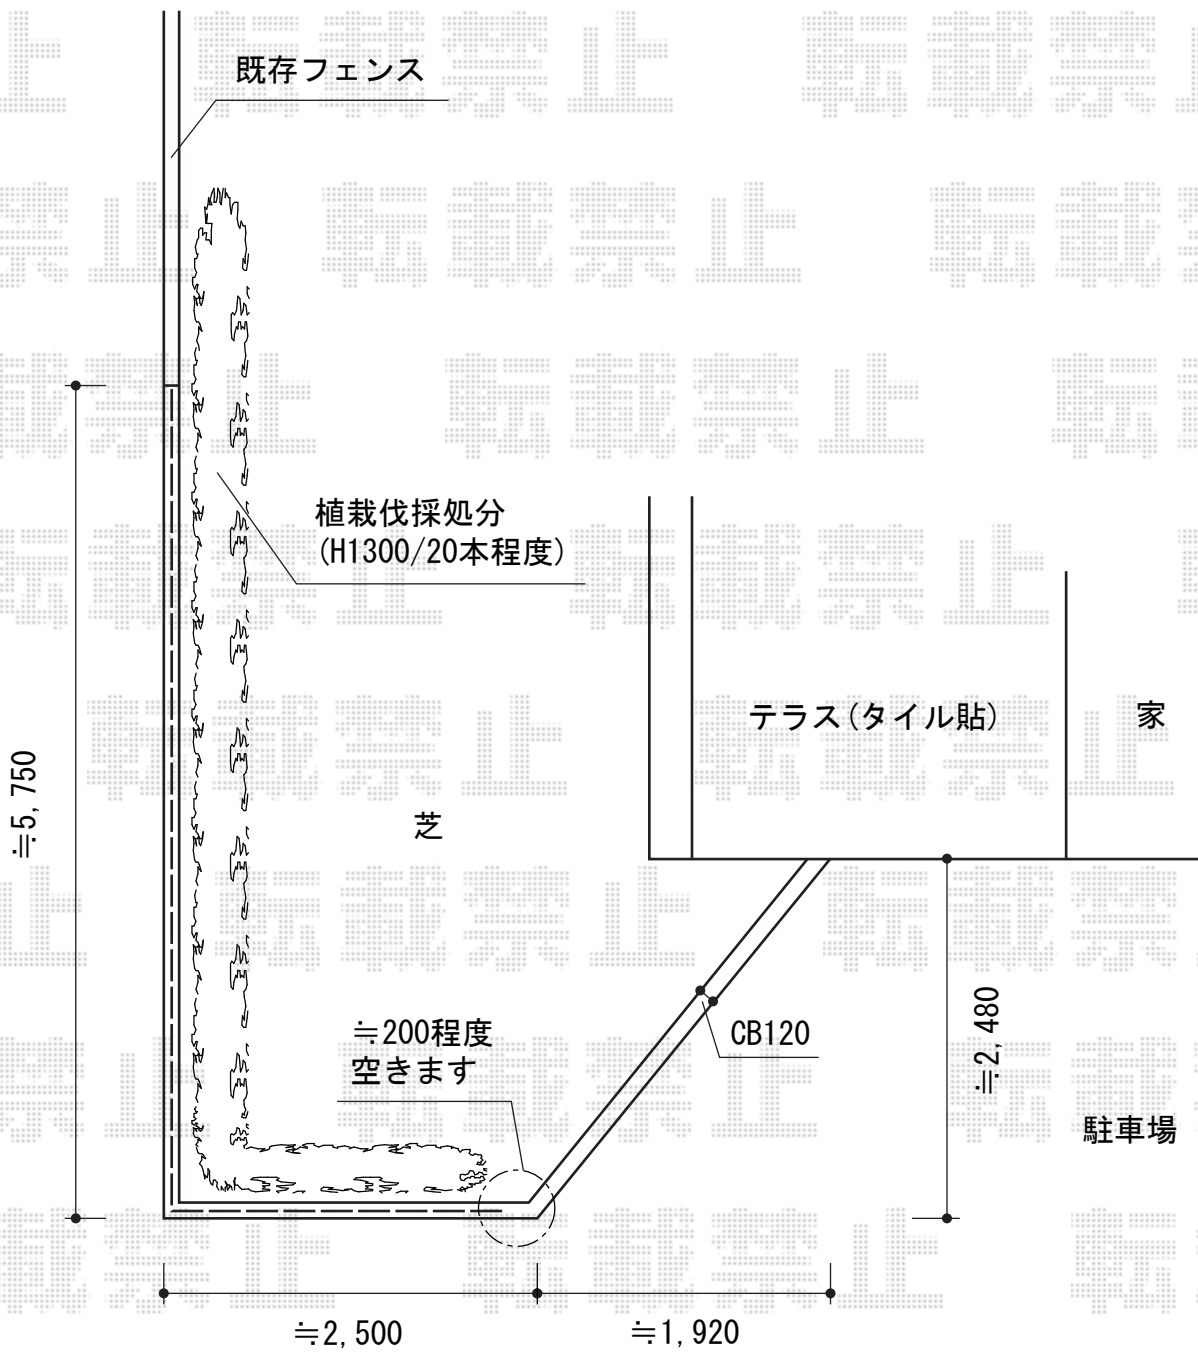 既存フェンス
植栽伐採処分
(H1300/20本程度)
テラス(タイル貼)
家
≒5,750
芝
≒200程度
空きます
CB120
≒2,480
駐車場
≒2,500
≒1,920
転載禁止